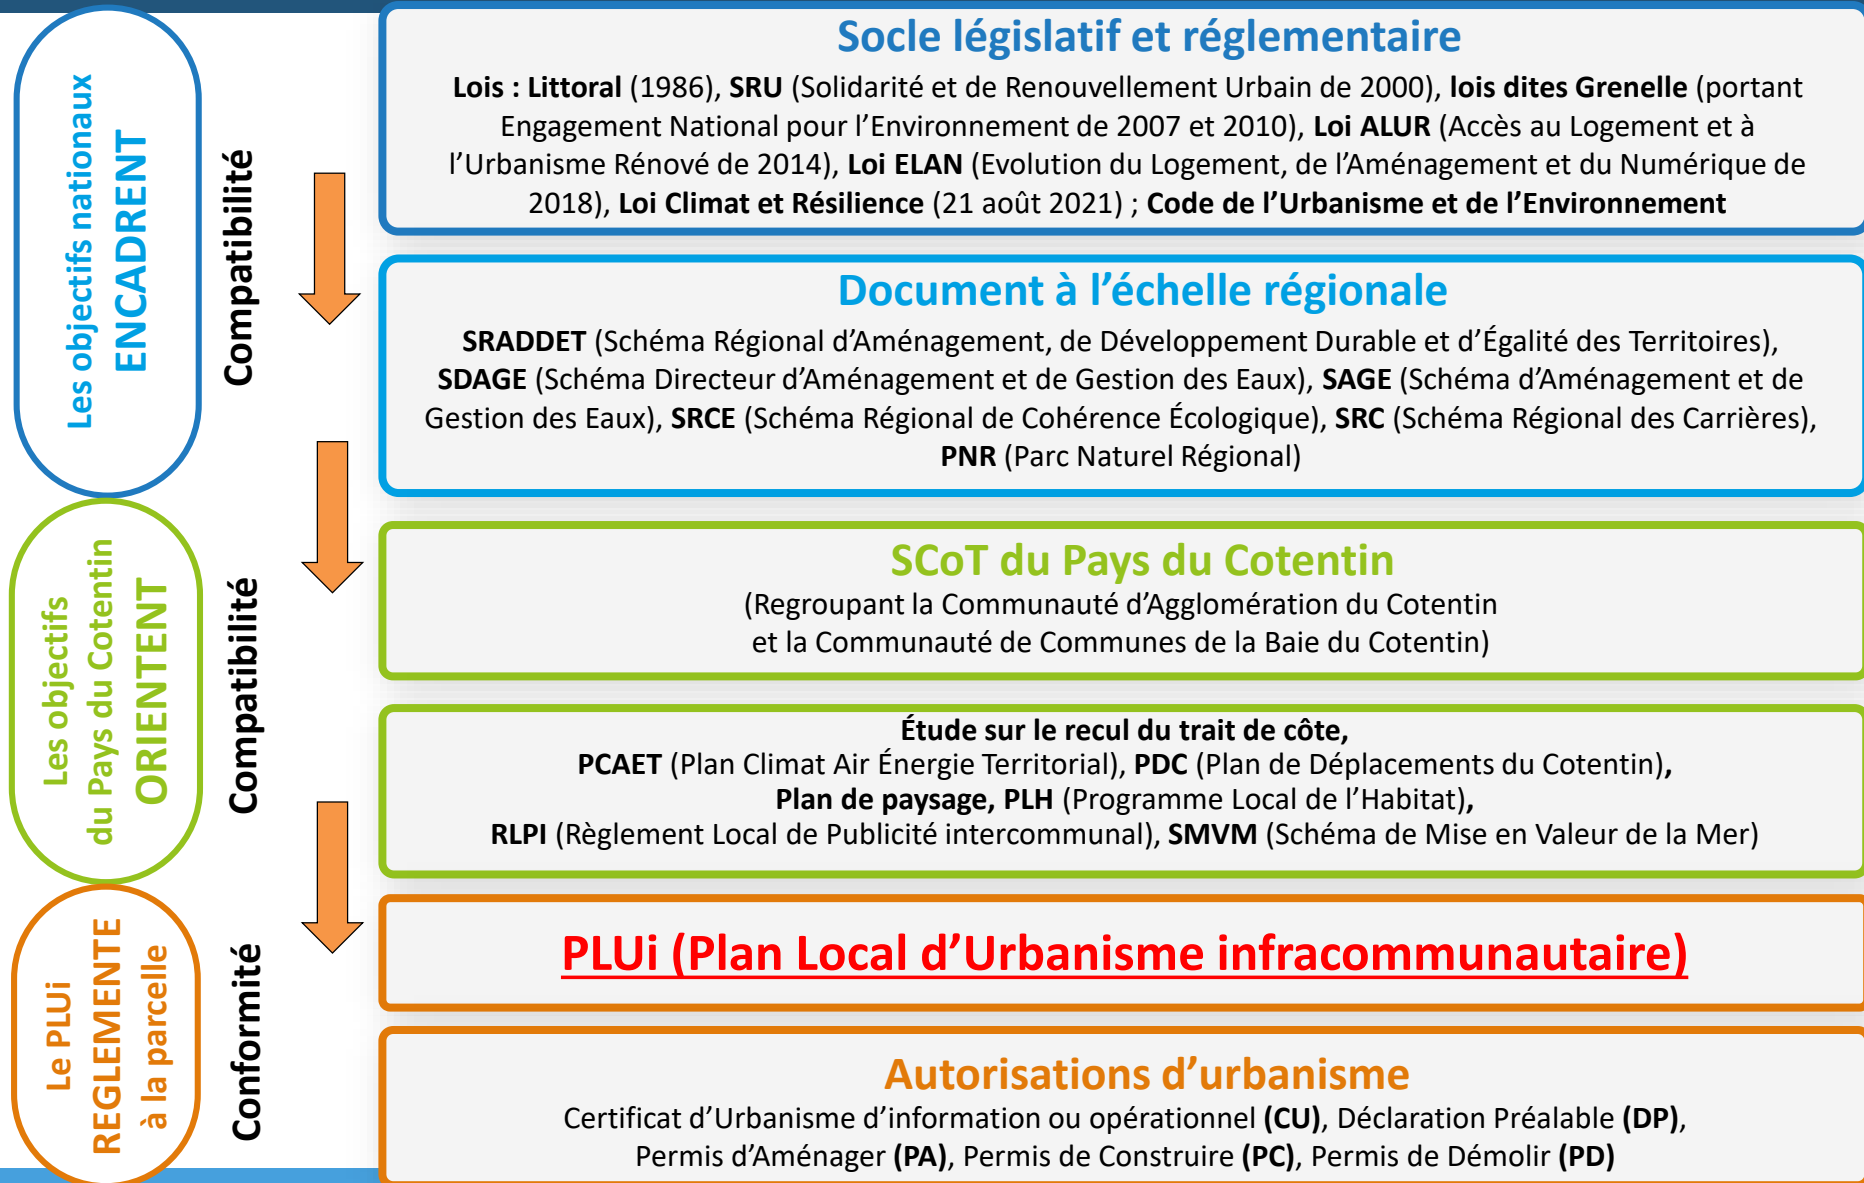 Les objectifs nationaux
ENCADRENT
Compatibilité
Socle législatif et réglementaire
Lois : Littoral (1986), SRU (Solidarité et de Renouvellement Urbain de 2000), lois dites Grenelle (portant
Engagement National pour l’Environnement de 2007 et 2010), Loi ALUR (Accès au Logement et à
l’Urbanisme Rénové de 2014), Loi ELAN (Evolution du Logement, de l’Aménagement et du Numérique de
2018), Loi Climat et Résilience (21 août 2021) ; Code de l’Urbanisme et de l’Environnement
Document à l’échelle régionale
SRADDET (Schéma Régional d’Aménagement, de Développement Durable et d’Égalité des Territoires),
SDAGE (Schéma Directeur d’Aménagement et de Gestion des Eaux), SAGE (Schéma d’Aménagement et de
Gestion des Eaux), SRCE (Schéma Régional de Cohérence Écologique), SRC (Schéma Régional des Carrières),
PNR (Parc Naturel Régional)
Les objectifs
du Pays du Cotentin
ORIENTENT
Compatibilité
SCoT du Pays du Cotentin
(Regroupant la Communauté d’Agglomération du Cotentin
et la Communauté de Communes de la Baie du Cotentin)
Étude sur le recul du trait de côte,
PCAET (Plan Climat Air Énergie Territorial), PDC (Plan de Déplacements du Cotentin),
Plan de paysage, PLH (Programme Local de l’Habitat),
RLPI (Règlement Local de Publicité intercommunal), SMVM (Schéma de Mise en Valeur de la Mer)
Le PLUi
REGLEMENTE
à la parcelle
Conformité
PLUi (Plan Local d’Urbanisme infracommunautaire)
Autorisations d’urbanisme
Certificat d’Urbanisme d’information ou opérationnel (CU), Déclaration Préalable (DP),
Permis d’Aménager (PA), Permis de Construire (PC), Permis de Démolir (PD)